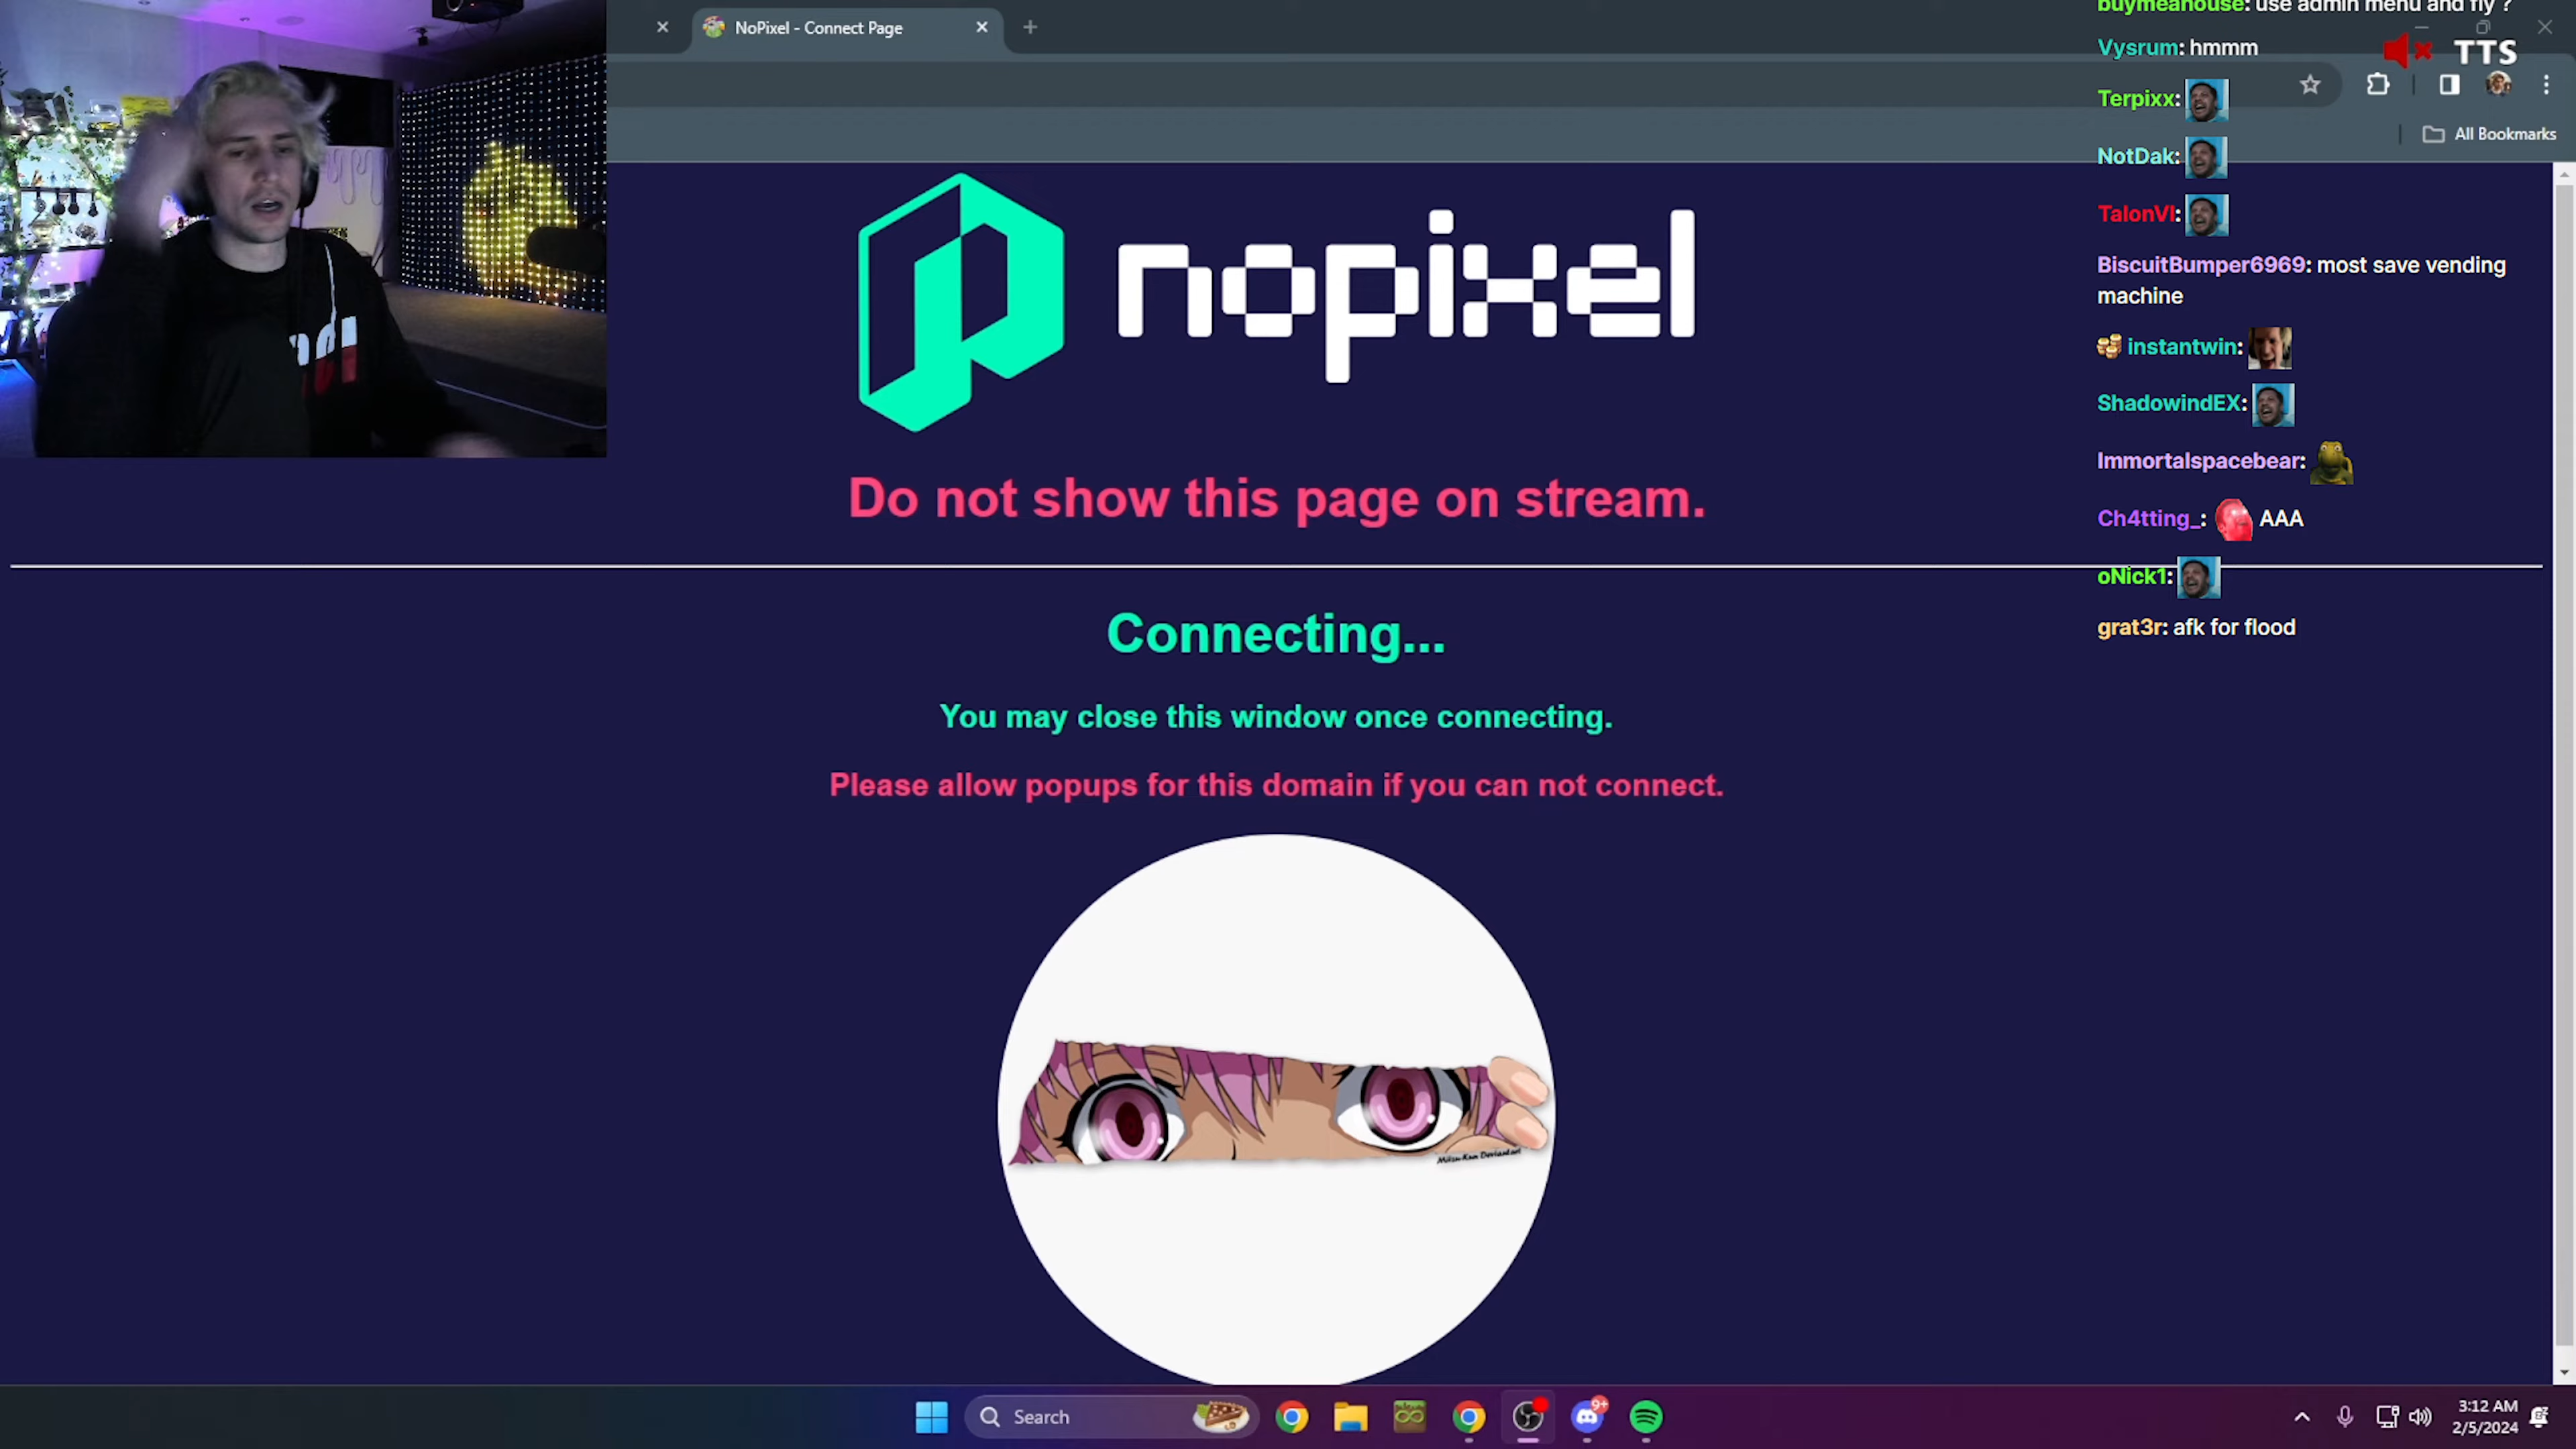 NoPixel - Connect Page
buymeahouse: use admin menu and fly ?
Vysrum: hmmm
TTS
Terpixx:
All Bookmarks
NotDak:
TalonVI:
BiscuitBumper6969: most save vending
machine
instantwin:
ShadowindEX:
Immortalspacebear:
Ch4tting_: AAA
oNick1:
grat3r: afk for flood
nopixel
Do not show this page on stream.
Connecting...
You may close this window once connecting.
Please allow popups for this domain if you can not connect.
Search
9+
3:12 AM
2/5/2024